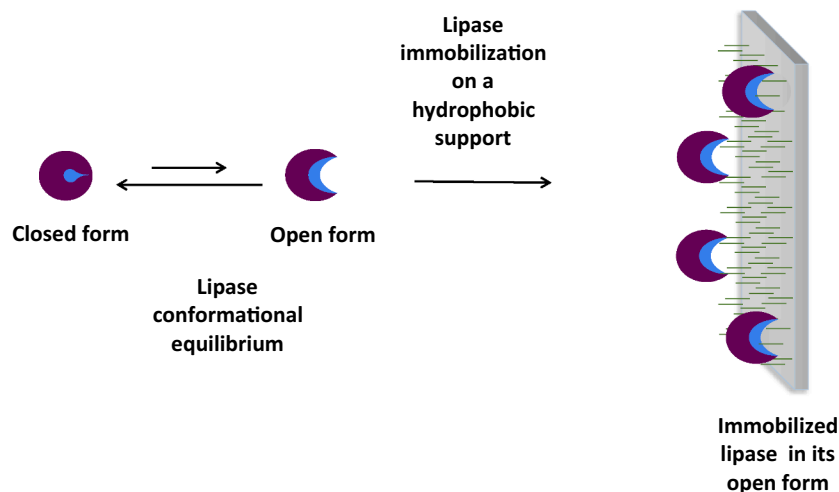 Lipase
immobilization
on a
hydrophobic
support
Closed form
Open form
Lipase
conformational
equilibrium
Immobilized
lipase in its
open form